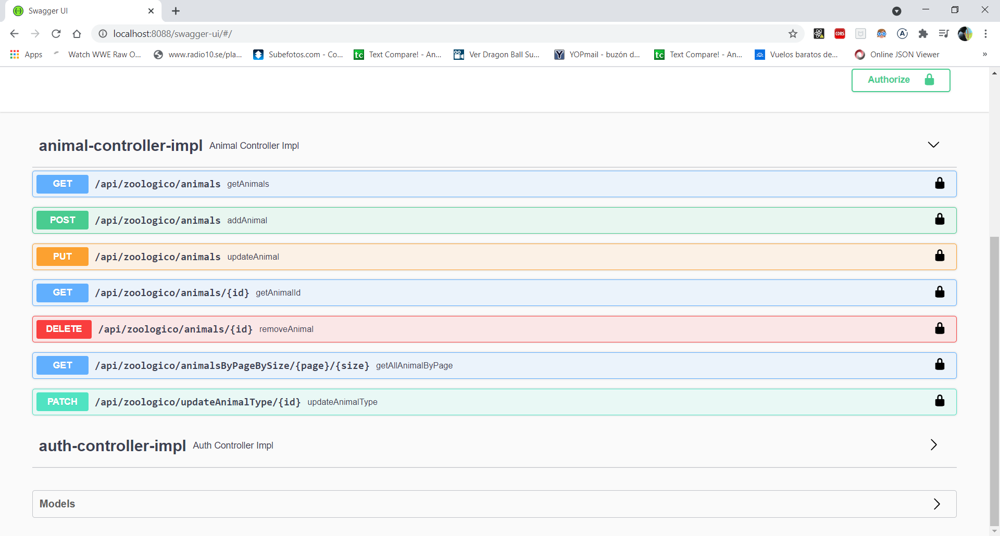 Swagger UI
localhost:8088/swagger-ui/#/
Apps Watch WWE Raw O... www.radio10.se/pla... Subefotos.com - Co... Text Compare! - An... Ver Dragon Ball Su... YOPmail - buzón d... Text Compare! - An... Vuelos baratos de... Online JSON Viewer »
Authorize
animal-controller-impl Animal Controller Impl
GET /api/zoologico/animals getAnimals
POST /api/zoologico/animals addAnimal
PUT /api/zoologico/animals updateAnimal
GET /api/zoologico/animals/{id} getAnimalId
DELETE /api/zoologico/animals/{id} removeAnimal
GET /api/zoologico/animalsByPageBySize/{page}/{size} getAllAnimalByPage
PATCH /api/zoologico/updateAnimalType/{id} updateAnimalType
auth-controller-impl Auth Controller Impl
Models